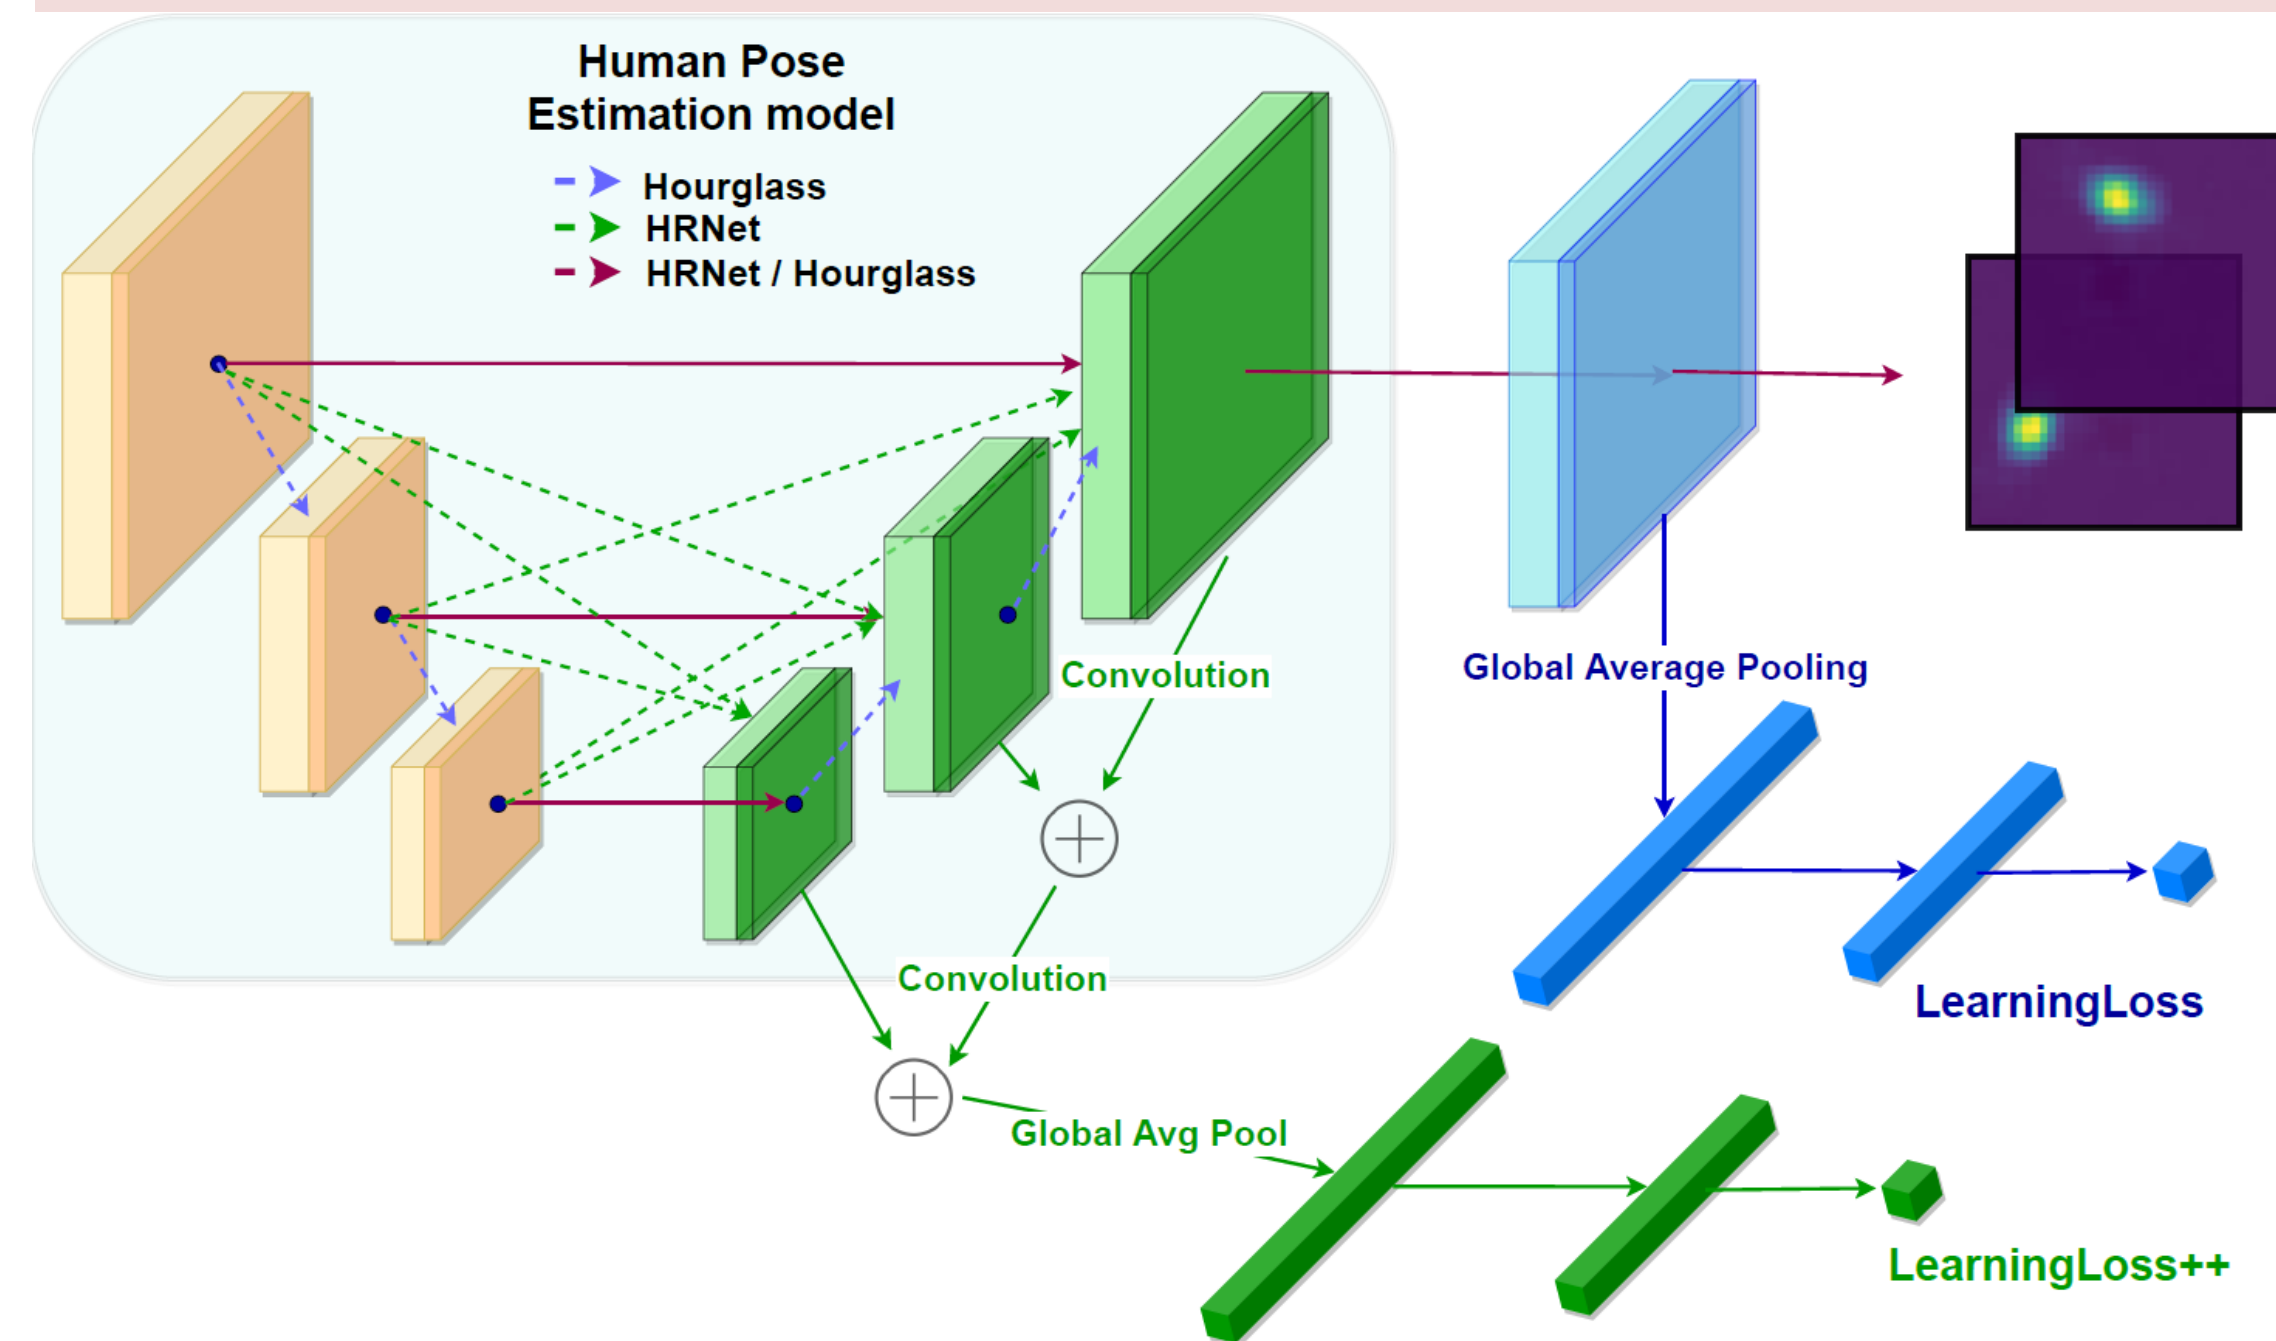 Human Pose
Estimation model
Hourglass
HRNet
HRNet / Hourglass
Convolution
Global Average Pooling
Convolution
LearningLoss
Global Avg Pool
LearningLoss++